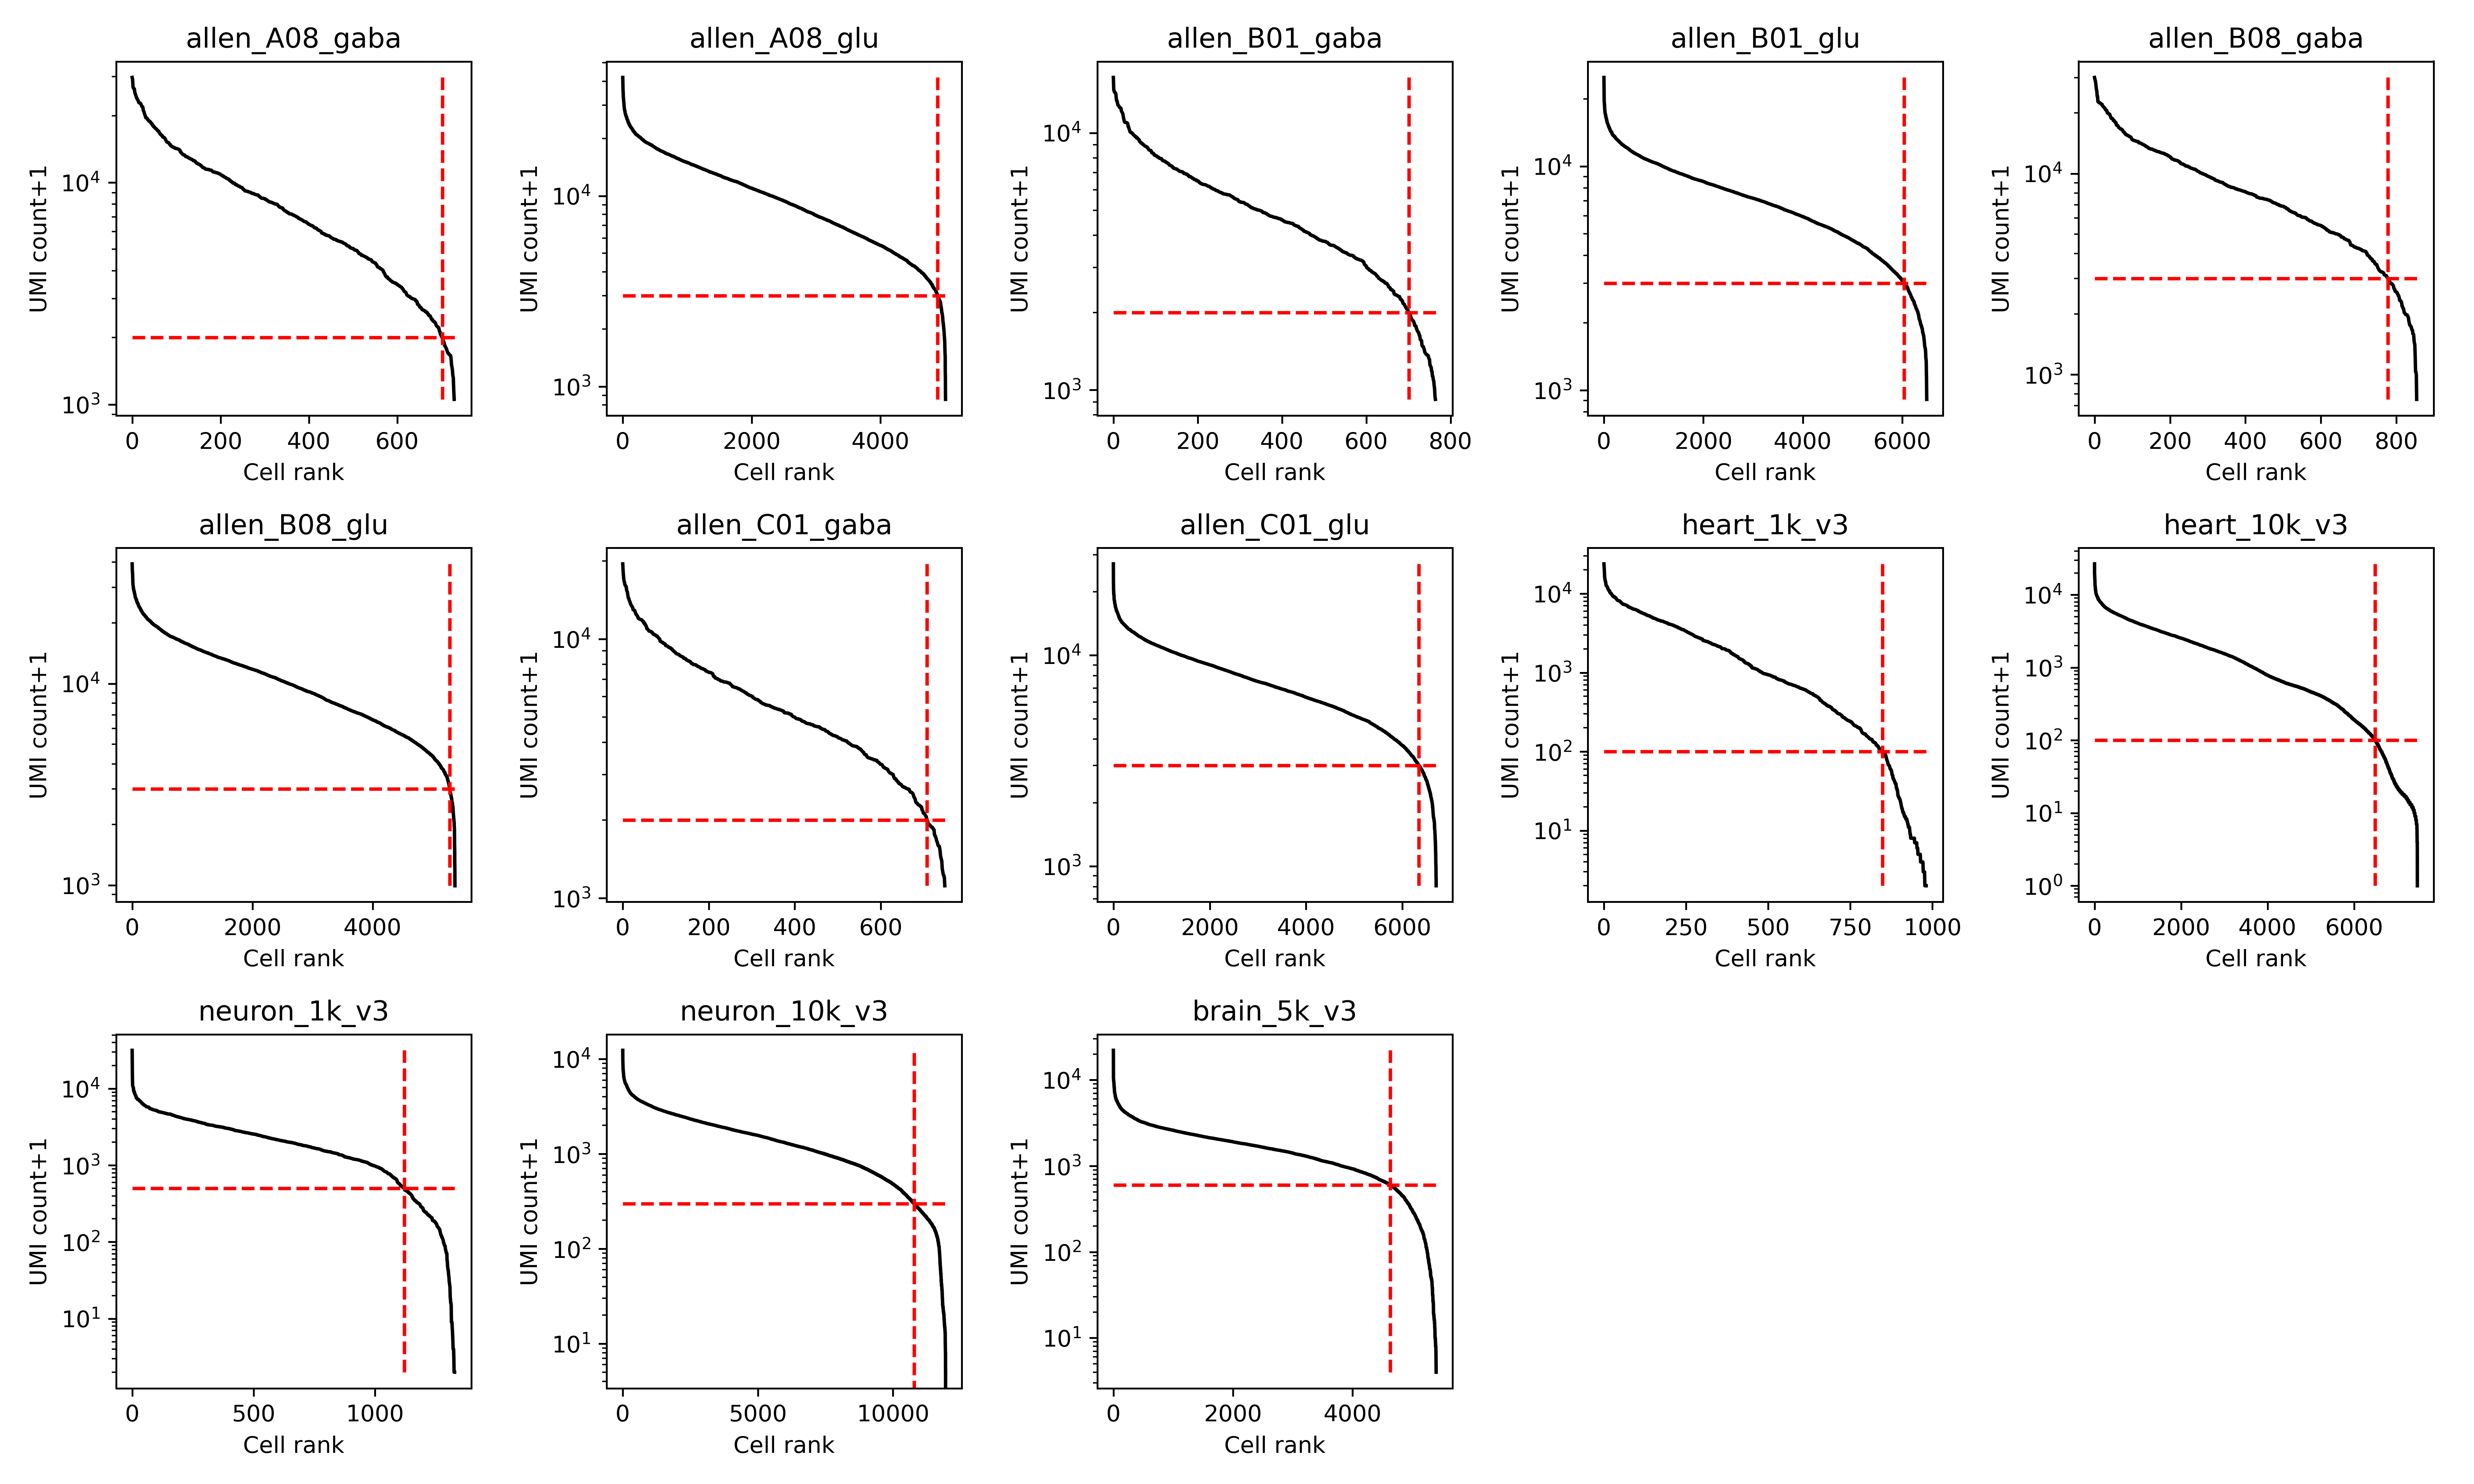 allen_A08_gaba
UMI count+1
10^4
10^3
0 200 400 600
Cell rank
allen_A08_glu
UMI count+1
10^4
10^3
0 2000 4000
Cell rank
allen_B01_gaba
UMI count+1
10^4
10^3
0 200 400 600 800
Cell rank
allen_B01_glu
UMI count+1
10^4
10^3
0 2000 4000 6000
Cell rank
allen_B08_gaba
UMI count+1
10^4
10^3
0 200 400 600 800
Cell rank
allen_B08_glu
UMI count+1
10^4
10^3
0 2000 4000
Cell rank
allen_C01_gaba
UMI count+1
10^4
10^3
0 200 400 600
Cell rank
allen_C01_glu
UMI count+1
10^4
10^3
0 2000 4000 6000
Cell rank
heart_1k_v3
UMI count+1
10^4
10^3
10^2
10^1
0 250 500 750 1000
Cell rank
heart_10k_v3
UMI count+1
10^4
10^3
10^2
10^1
10^0
0 2000 4000 6000
Cell rank
neuron_1k_v3
UMI count+1
10^4
10^3
10^2
10^1
0 500 1000
Cell rank
neuron_10k_v3
UMI count+1
10^4
10^3
10^2
10^1
0 5000 10000
Cell rank
brain_5k_v3
UMI count+1
10^4
10^3
10^2
10^1
0 2000 4000
Cell rank